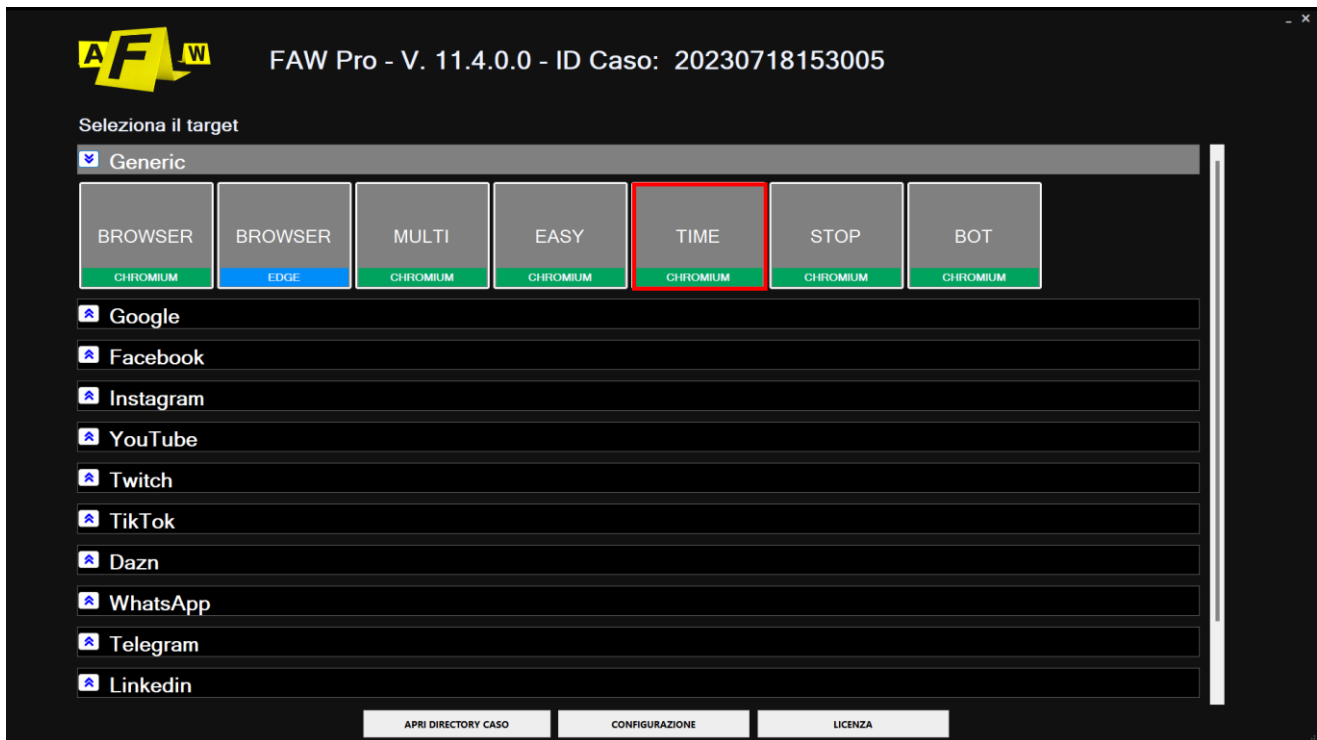 A F W
FAW Pro - V. 11.4.0.0 - ID Caso: 20230718153005
Seleziona il target
Generic
BROWSER BROWSER MULTI EASY TIME STOP BOT
CHROMIUM EDGE CHROMIUM CHROMIUM CHROMIUM CHROMIUM CHROMIUM
Google
Facebook
Instagram
YouTube
Twitch
TikTok
Dazn
WhatsApp
Telegram
Linkedin
APRI DIRECTORY CASO CONFIGURAZIONE LICENZA